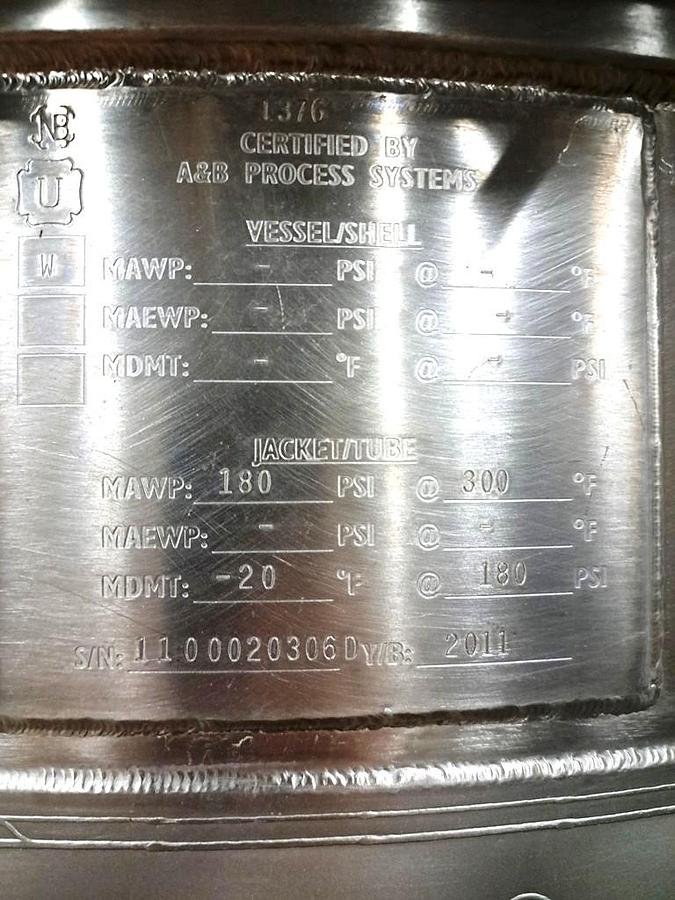 NB
1376
CERTIFIED BY
A&B PROCESS SYSTEMS
U
VESSEL/SHELL
W
MAWP: - PSI @ - °F
MAEWP: - PSI @ - °F
MDMT: - °F @ - PSI
JACKET/TUBE
MAWP: 180 PSI @ 300 °F
MAEWP: - PSI @ - °F
MDMT: -20 °F @ 180 PSI
S/N: 1100020306D Y/B: 2011